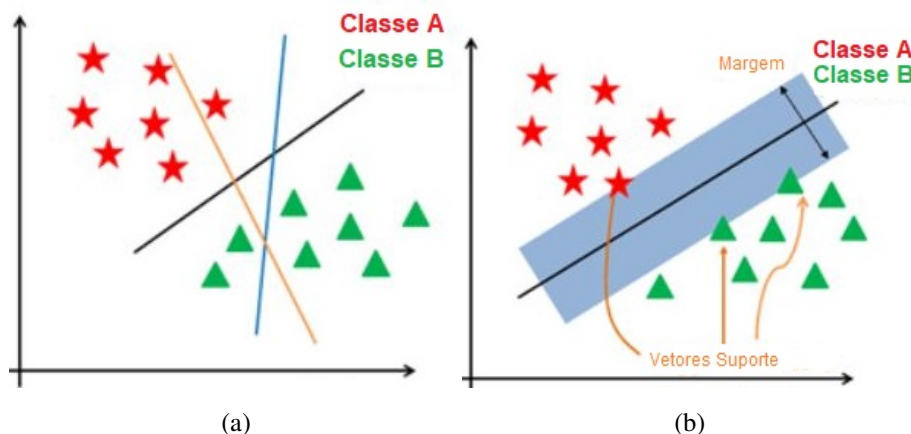 Classe A
Classe B
Classe A
Classe B
Margem
Vetores Suporte
(a)
(b)